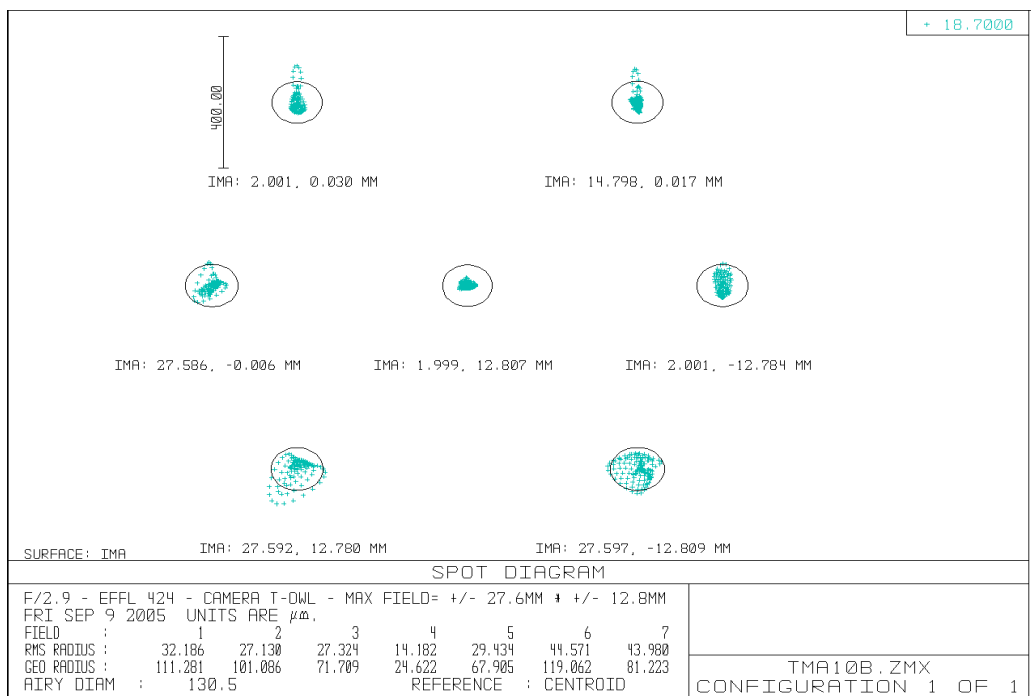 + 18.7000
400.00
IMA: 2.001, 0.030 MM
IMA: 14.798, 0.017 MM
IMA: 27.586, -0.006 MM
IMA: 1.999, 12.807 MM
IMA: 2.001, -12.784 MM
IMA: 27.592, 12.780 MM
IMA: 27.597, -12.809 MM
SURFACE: IMA
SPOT DIAGRAM
F/2.9 - EFFL 424 - CAMERA T-OWL - MAX FIELD= +/- 27.6MM * +/- 12.8MM
FRI SEP 9 2005 UNITS ARE µm.
FIELD : 1 2 3 4 5 6 7
RMS RADIUS : 32.186 27.130 27.324 14.182 29.434 44.571 43.980
GEO RADIUS : 111.281 101.086 71.709 24.622 67.905 119.062 81.223
AIRY DIAM : 130.5 REFERENCE : CENTROID
TMA10B.ZMX
CONFIGURATION 1 OF 1